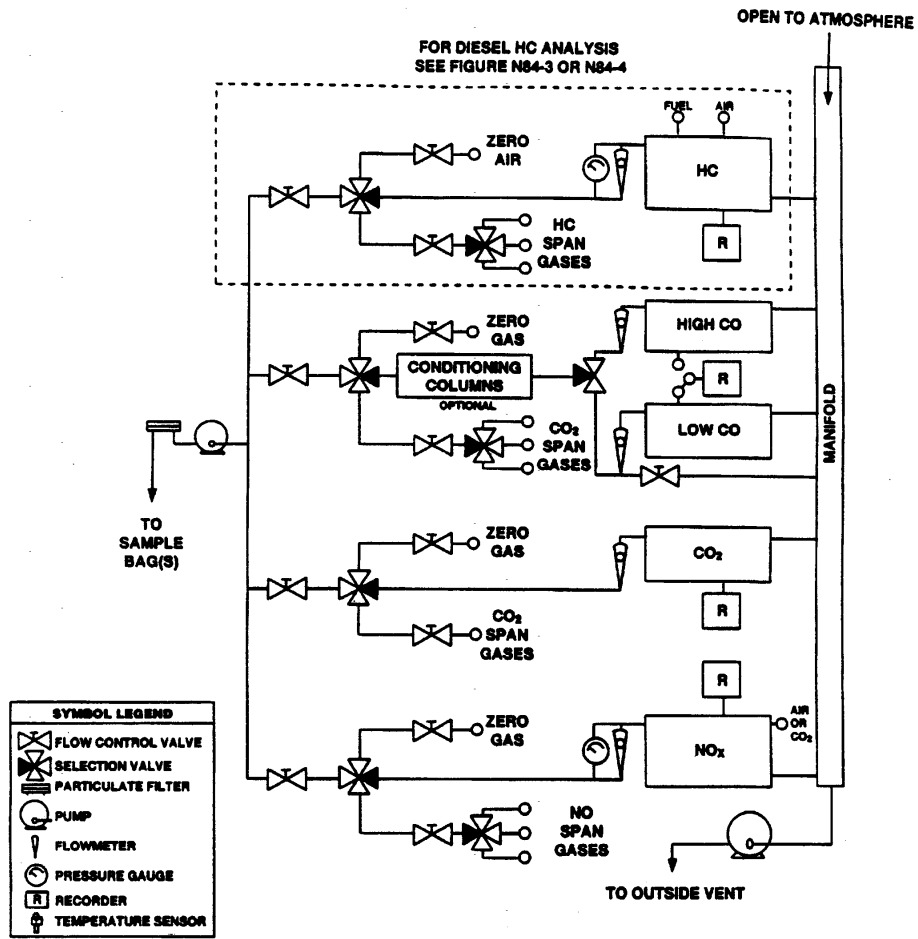 OPEN TO ATMOSPHERE
FOR DIESEL HC ANALYSIS
SEE FIGURE N84-3 OR N84-4
FUEL
AIR
ZERO
AIR
HC
R
HC
SPAN
GASES
ZERO
GAS
HIGH CO
CONDITIONING
COLUMNS
OPTIONAL
R
LOW CO
CO₂
SPAN
GASES
MANIFOLD
TO
SAMPLE
BAG(S)
ZERO
GAS
CO₂
R
CO₂
SPAN
GASES
R
ZERO
GAS
NOx
AIR
OR
CO₂
NO
SPAN
GASES
TO OUTSIDE VENT
SYMBOL LEGEND
FLOW CONTROL VALVE
SELECTION VALVE
PARTICULATE FILTER
PUMP
FLOWMETER
PRESSURE GAUGE
R RECORDER
TEMPERATURE SENSOR